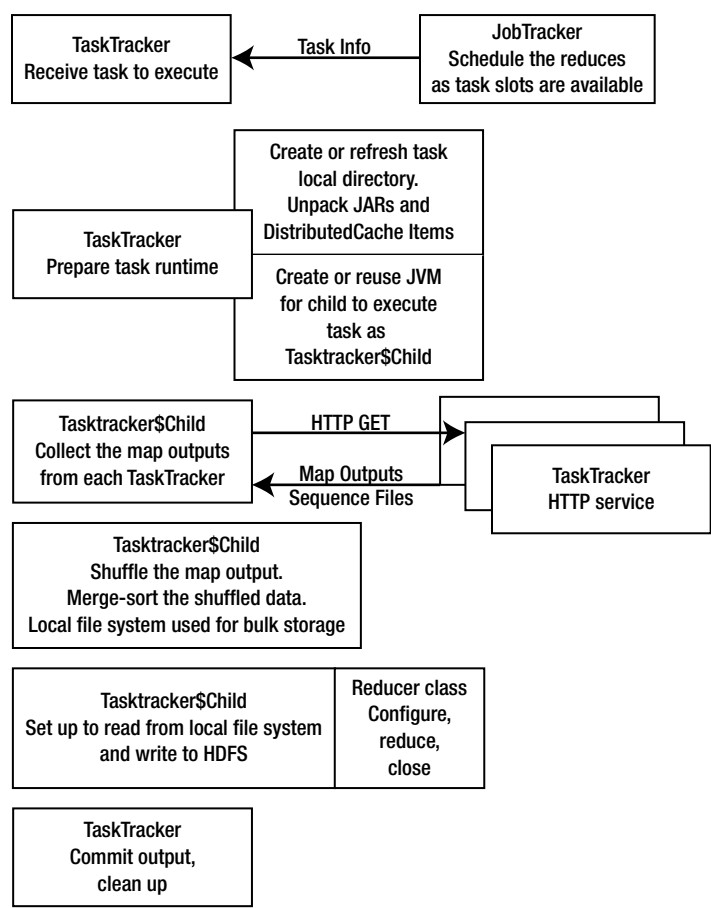 TaskTracker
Receive task to execute
Task Info
JobTracker
Schedule the reduces
as task slots are available
Create or refresh task
local directory.
Unpack JARs and
DistributedCache Items
TaskTracker
Prepare task runtime
Create or reuse JVM
for child to execute
task as
Tasktracker$Child
Tasktracker$Child
Collect the map outputs
from each TaskTracker
HTTP GET
Map Outputs
Sequence Files
TaskTracker
HTTP service
Tasktracker$Child
Shuffle the map output.
Merge-sort the shuffled data.
Local file system used for bulk storage
Tasktracker$Child
Set up to read from local file system
and write to HDFS
Reducer class
Configure,
reduce,
close
TaskTracker
Commit output,
clean up